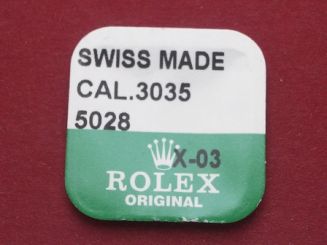 SWISS MADE
CAL.3035
5028
X-03
ROLEX
ORIGINAL